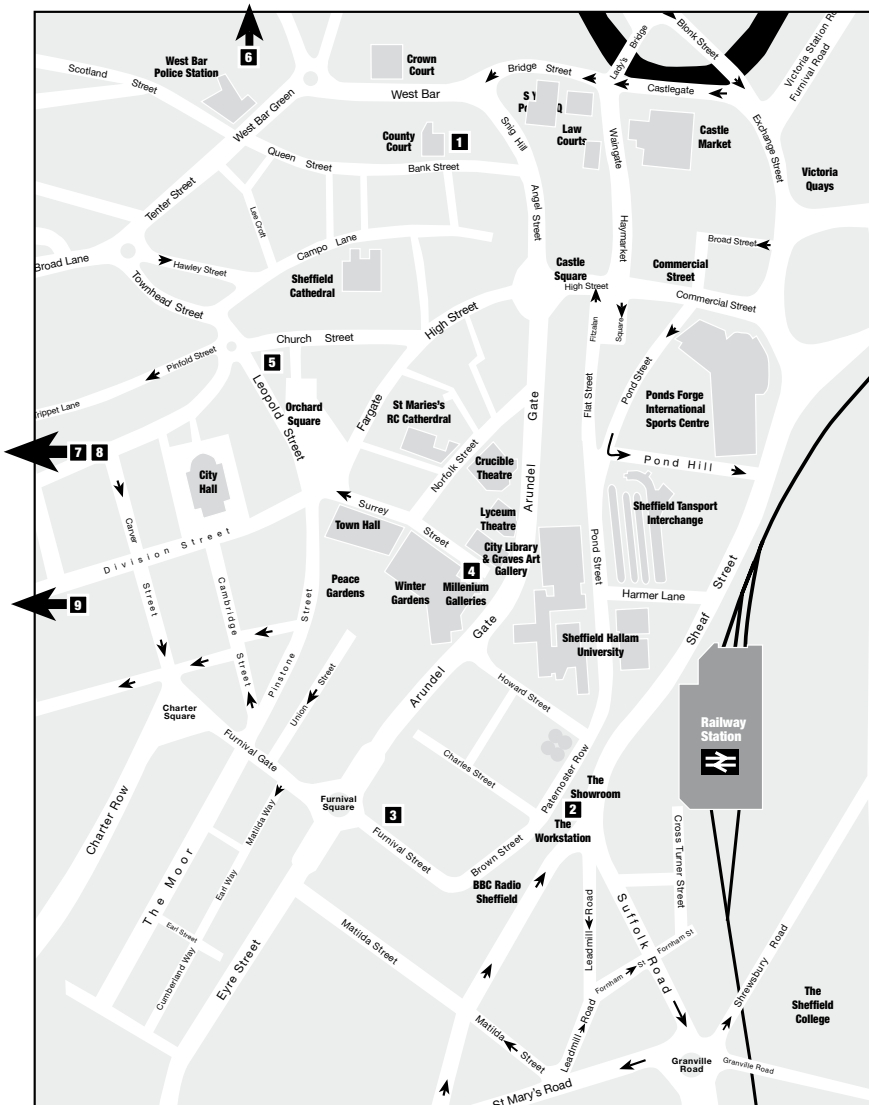 6
West Bar
Police Station
Crown
Court
Scotland
Street
West Bar
West Bar Green
Bridge Street
Lady's Bridge
Blonk Street
Victoria Station
Furnival Road
Castlegate
Snig Hill
Law
Courts
Waingate
Castle
Market
Exchange Street
County
Court
1
Queen Street
Bank Street
Victoria
Quays
Tenter Street
Lee Croft
Angel Street
Haymarket
Broad Street
Broad Lane
Campo Lane
Hawley Street
Sheffield
Cathedral
Castle
Square
Commercial
Street
High Street
Commercial Street
Townhead Street
High Street
Church Street
Fitzalan
Square
Pinfold Street
5
Leopold Street
Orchard
Square
Fargate
St Maries's
RC Catherdral
Arundel Gate
Flat Street
Pond Street
Ponds Forge
International
Sports Centre
7
8
City
Hall
Norfolk Street
Crucible
Theatre
Pond Hill
Carver
Street
Surrey
Street
Town Hall
Lyceum
Theatre
Sheffield Tansport
Interchange
Division Street
City Library
& Graves Art
Gallery
4
Pond Street
Peace
Gardens
Winter
Gardens
Millenium
Galleries
Harmer Lane
Sheaf Street
9
Cambridge
Street
Pinstone Street
Union Street
Arundel Gate
Sheffield Hallam
University
Howard Street
Charter
Square
Railway
Station
Furnival Gate
Charles Street
Paternoster Row
The
Showroom
Furnival
Square
3
2
The
Workstation
Charter Row
Matilda Way
Furnival Street
Brown Street
Cross Turner Street
The Moor
Earl Way
BBC Radio
Sheffield
Earl Street
Cumberland Way
Eyre Street
Matilda Street
Leadmill Road
Suffolk Road
Fornham St
Fornham St
Shrewsbury Road
The
Sheffield
College
Matilda
Street
Leadmill Road
Granville
Road
Granville Road
St Mary's Road